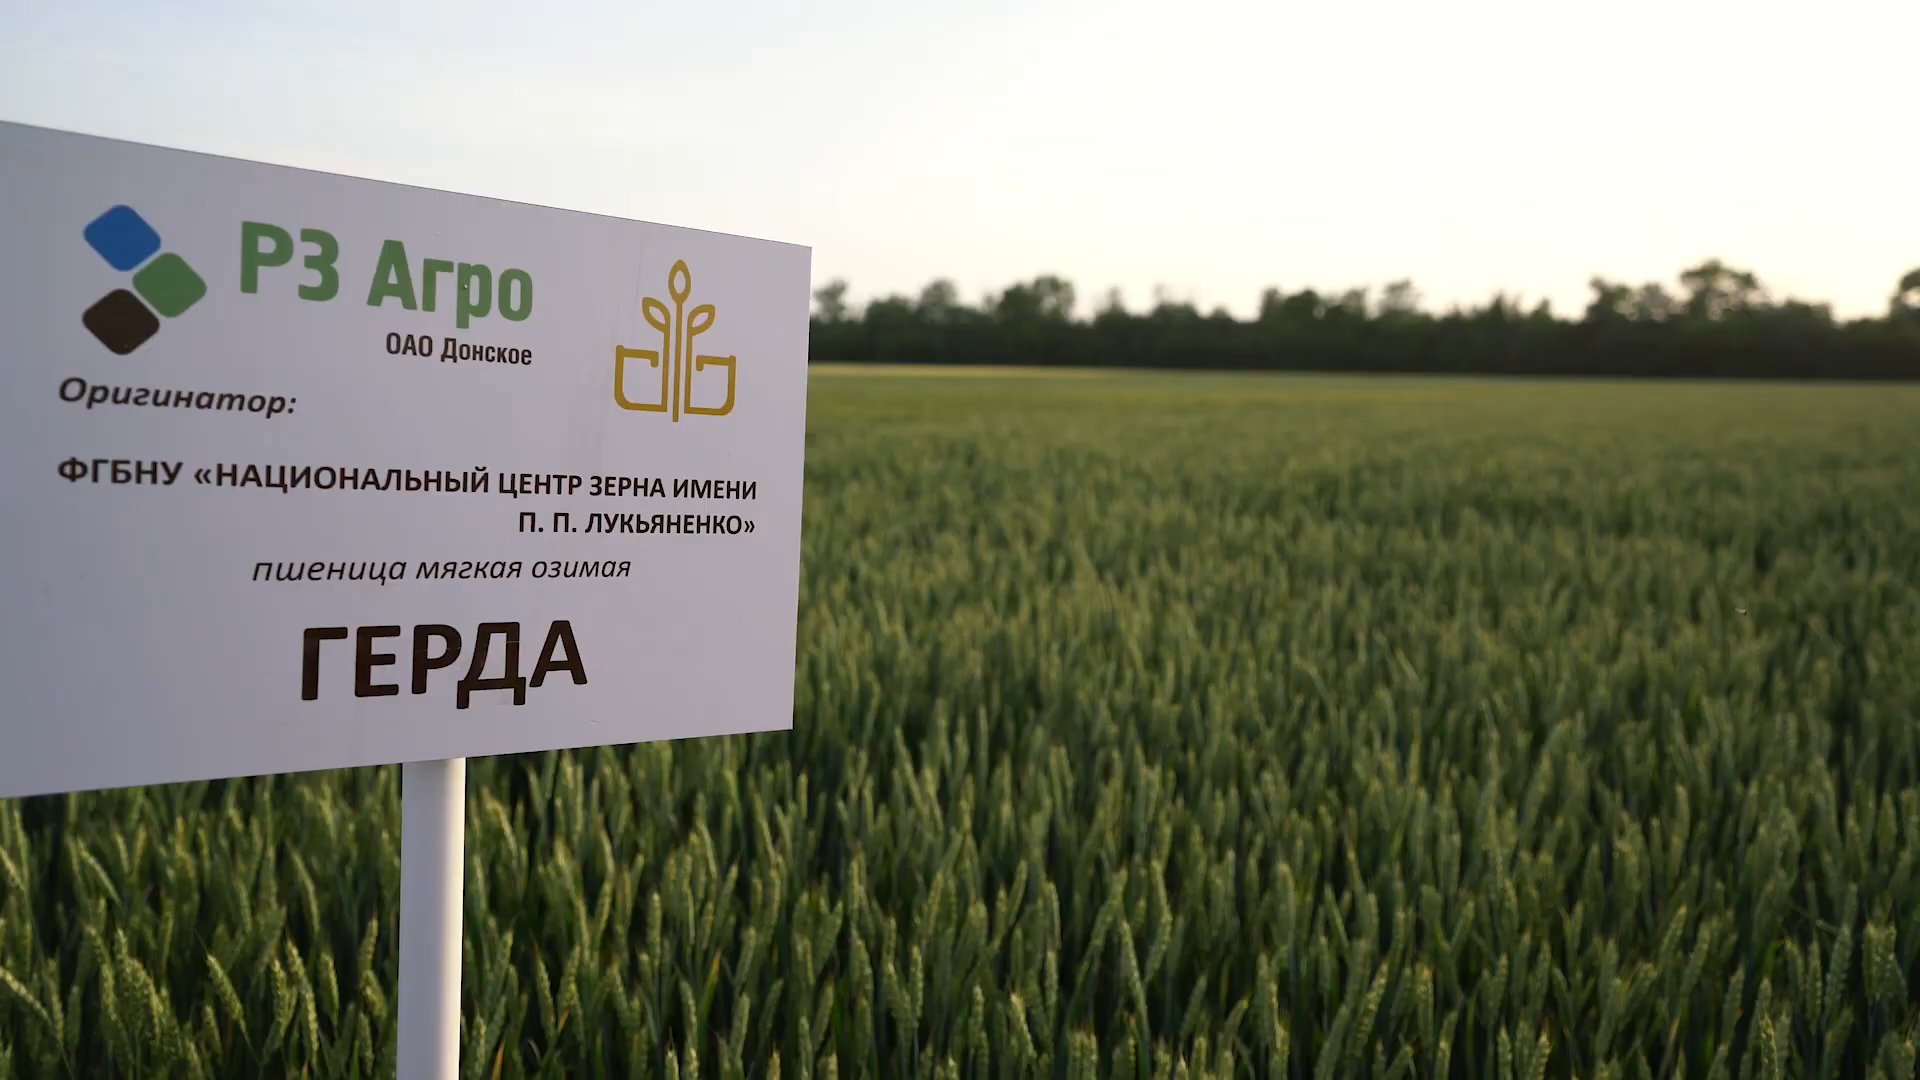 РЗ Агро
ОАО Донское
Оригинатор:
ФГБНУ «НАЦИОНАЛЬНЫЙ ЦЕНТР ЗЕРНА ИМЕНИ
П. П. ЛУКЬЯНЕНКО»
пшеница мягкая озимая
ГЕРДА